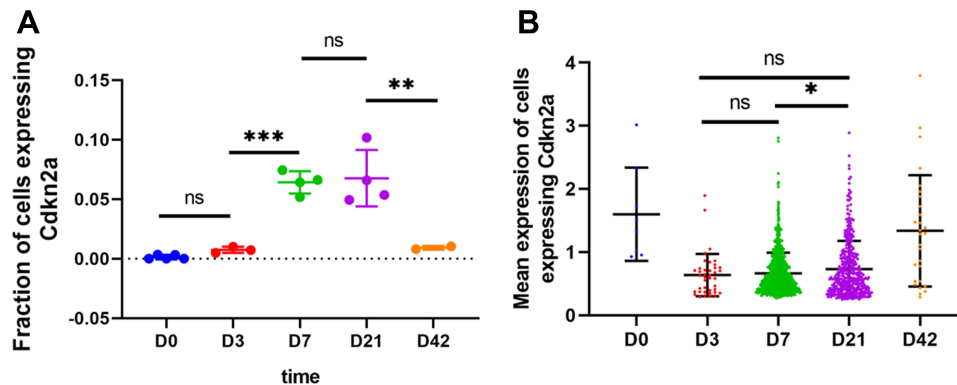 A
Fraction of cells expressing
Cdkn2a
0.15
0.10
0.05
0.00
-0.05
ns
***
ns
**
D0 D3 D7 D21 D42
time
B
Mean expression of cells
expressing Cdkn2a
4
3
2
1
0
ns
ns
*
D0 D3 D7 D21 D42